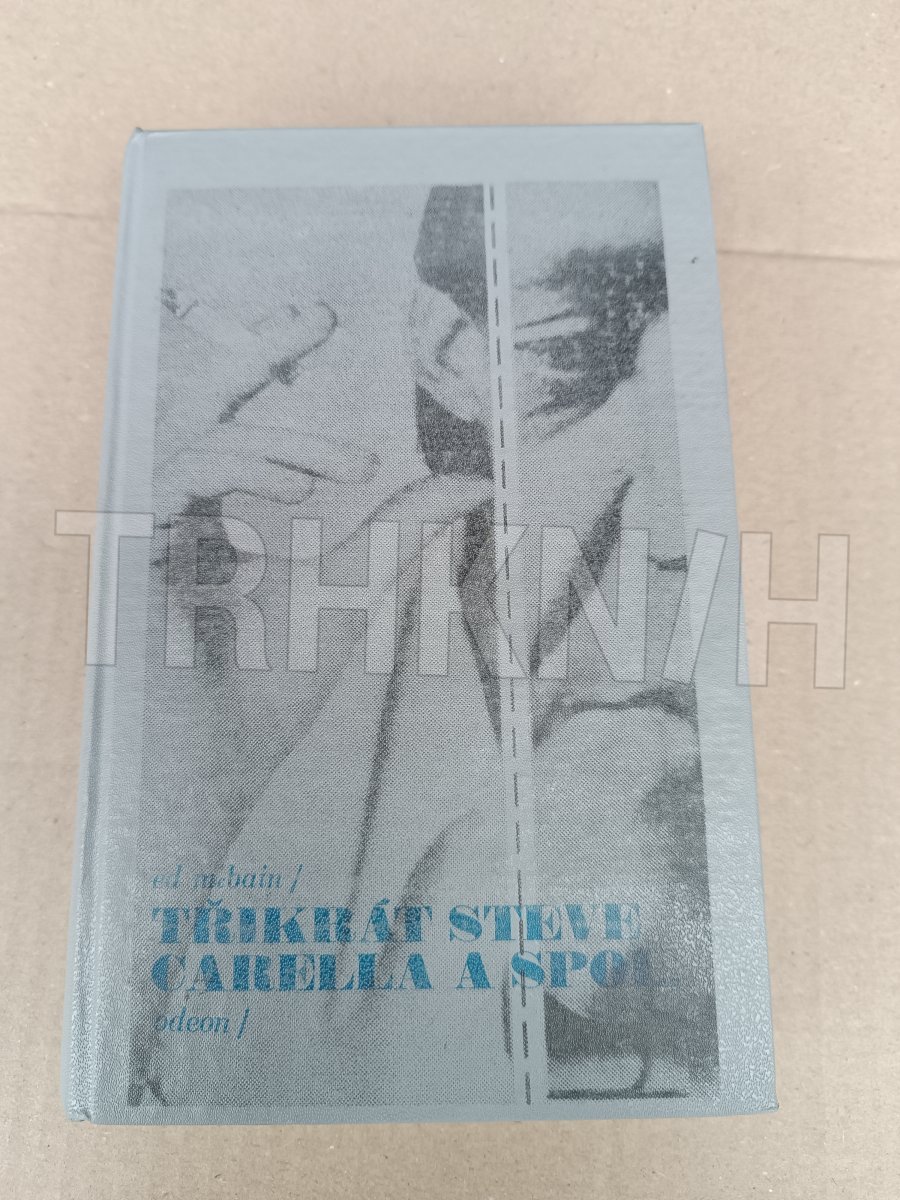 TRHKNIH
ed mcbain /
TŘIKRÁT STEVE
CARELLA A SPOL.
odeon /